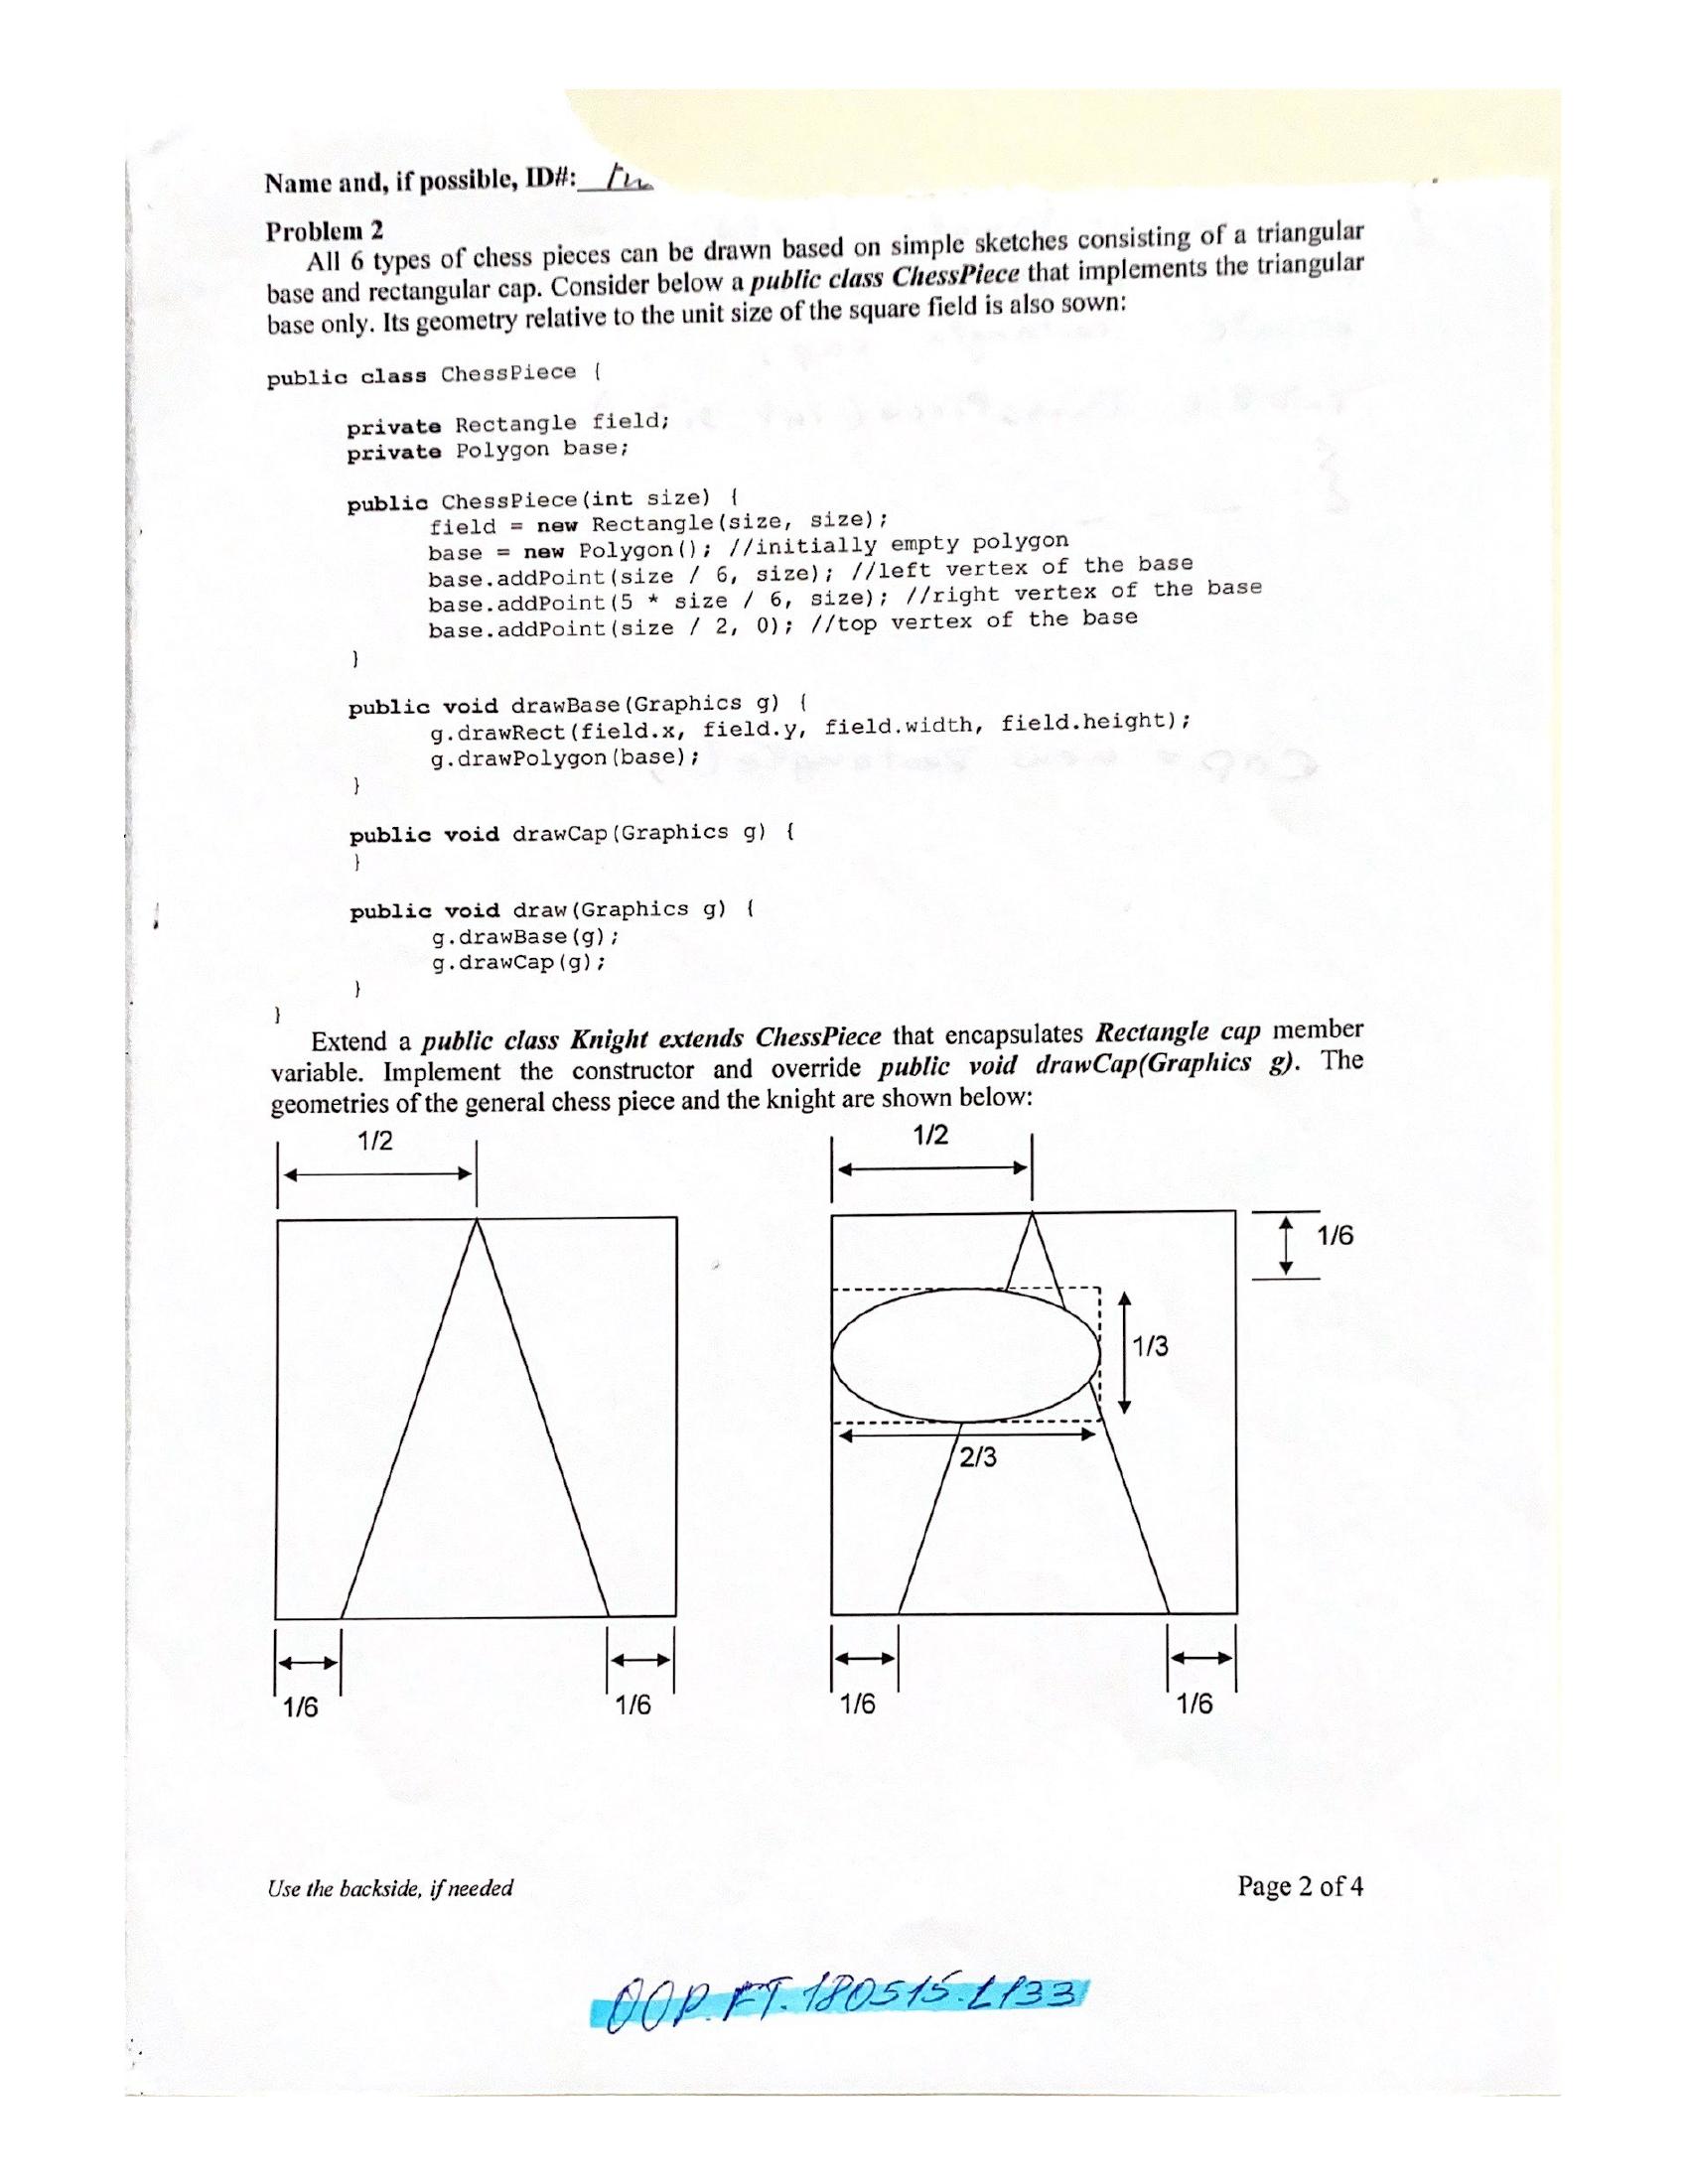 Name and, if possible, ID#:
Problem 2
All 6 types of chess pieces can be drawn based on simple sketches consisting of a triangular
base and rectangular cap. Consider below a public class ChessPiece that implements the triangular
base only. Its geometry relative to the unit size of the square field is also sown:
public class ChessPiece {
private Rectangle field;
private Polygon base;
public ChessPiece(int size) {
field = new Rectangle(size, size);
base = new Polygon(); //initially empty polygon
base.addPoint(size / 6, size); //left vertex of the base
base.addPoint(5 * size / 6, size); //right vertex of the base
base.addPoint(size / 2, 0); //top vertex of the base
}
public void drawBase(Graphics g) {
g.drawRect(field.x, field.y, field.width, field.height);
g.drawPolygon(base);
}
public void drawCap(Graphics g) {
}
public void draw(Graphics g) {
g.drawBase(g);
g.drawCap(g);
}
}
Extend a public class Knight extends ChessPiece that encapsulates Rectangle cap member
variable. Implement the constructor and override public void drawCap(Graphics g). The
geometries of the general chess piece and the knight are shown below:
1/2
1/2
1/6
1/3
2/3
1/6
1/6
1/6
1/6
Use the backside, if needed
Page 2 of 4
OOP.FT.180515.L133